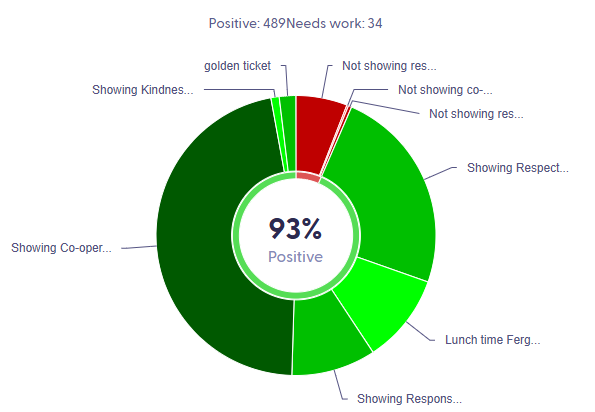 Positive: 489Needs work: 34
golden ticket
Not showing res...
Showing Kindnes...
Not showing co-...
Not showing res...
Showing Respect...
93%
Positive
Showing Co-oper...
Lunch time Ferg...
Showing Respons...